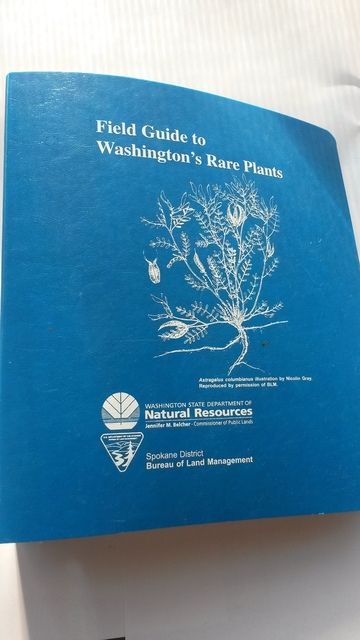 Field Guide to
Washington's Rare Plants
Astragalus columbianus illustration by Nicolin Gray.
Reproduced by permission of BLM.
WASHINGTON STATE DEPARTMENT OF
Natural Resources
Jennifer M. Belcher - Commissioner of Public Lands
Spokane District
Bureau of Land Management